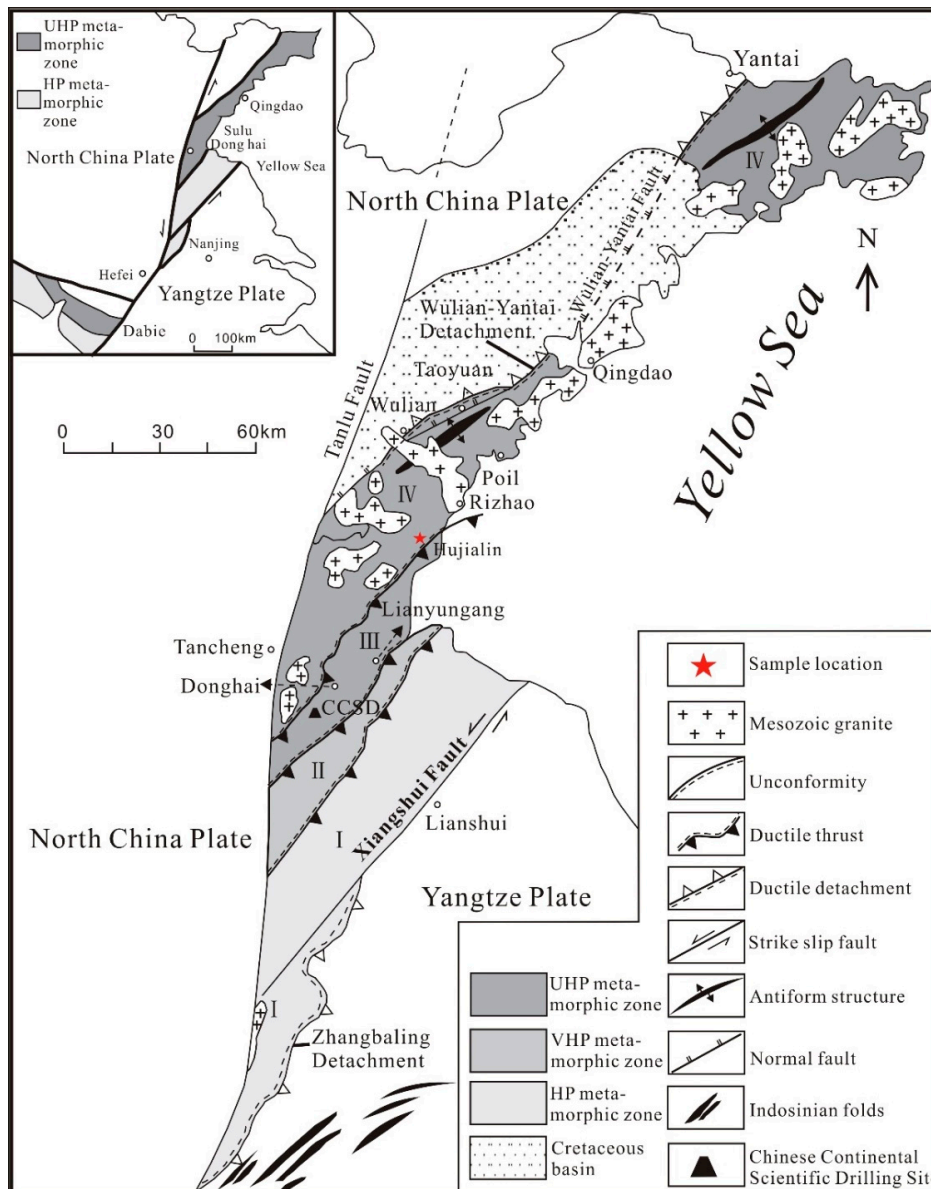 UHP meta-
morphic
zone
HP meta-
morphic
zone
Qingdao
Sulu
Dong hai
North China Plate
Yellow Sea
Nanjing
Hefei
Yangtze Plate
Dabie
0 100km
Yantai
IV
North China Plate
Wulian-Yantai Fault
N
Wulian-Yantai
Detachment
Taoyuan
Qingdao
Yellow Sea
Tanlu Fault
Wulian
0 30 60km
Poil
IV
Rizhao
Hujialin
Lianyungang
III
Tancheng
Donghai
CCSD
II
Xiangshui Fault
I
Lianshui
North China Plate
Yangtze Plate
I
Zhangbaling
Detachment
UHP meta-
morphic zone
VHP meta-
morphic zone
HP meta-
morphic zone
Cretaceous
basin
Sample location
Mesozoic granite
Unconformity
Ductile thrust
Ductile detachment
Strike slip fault
Antiform structure
Normal fault
Indosinian folds
Chinese Continental
Scientific Drilling Site